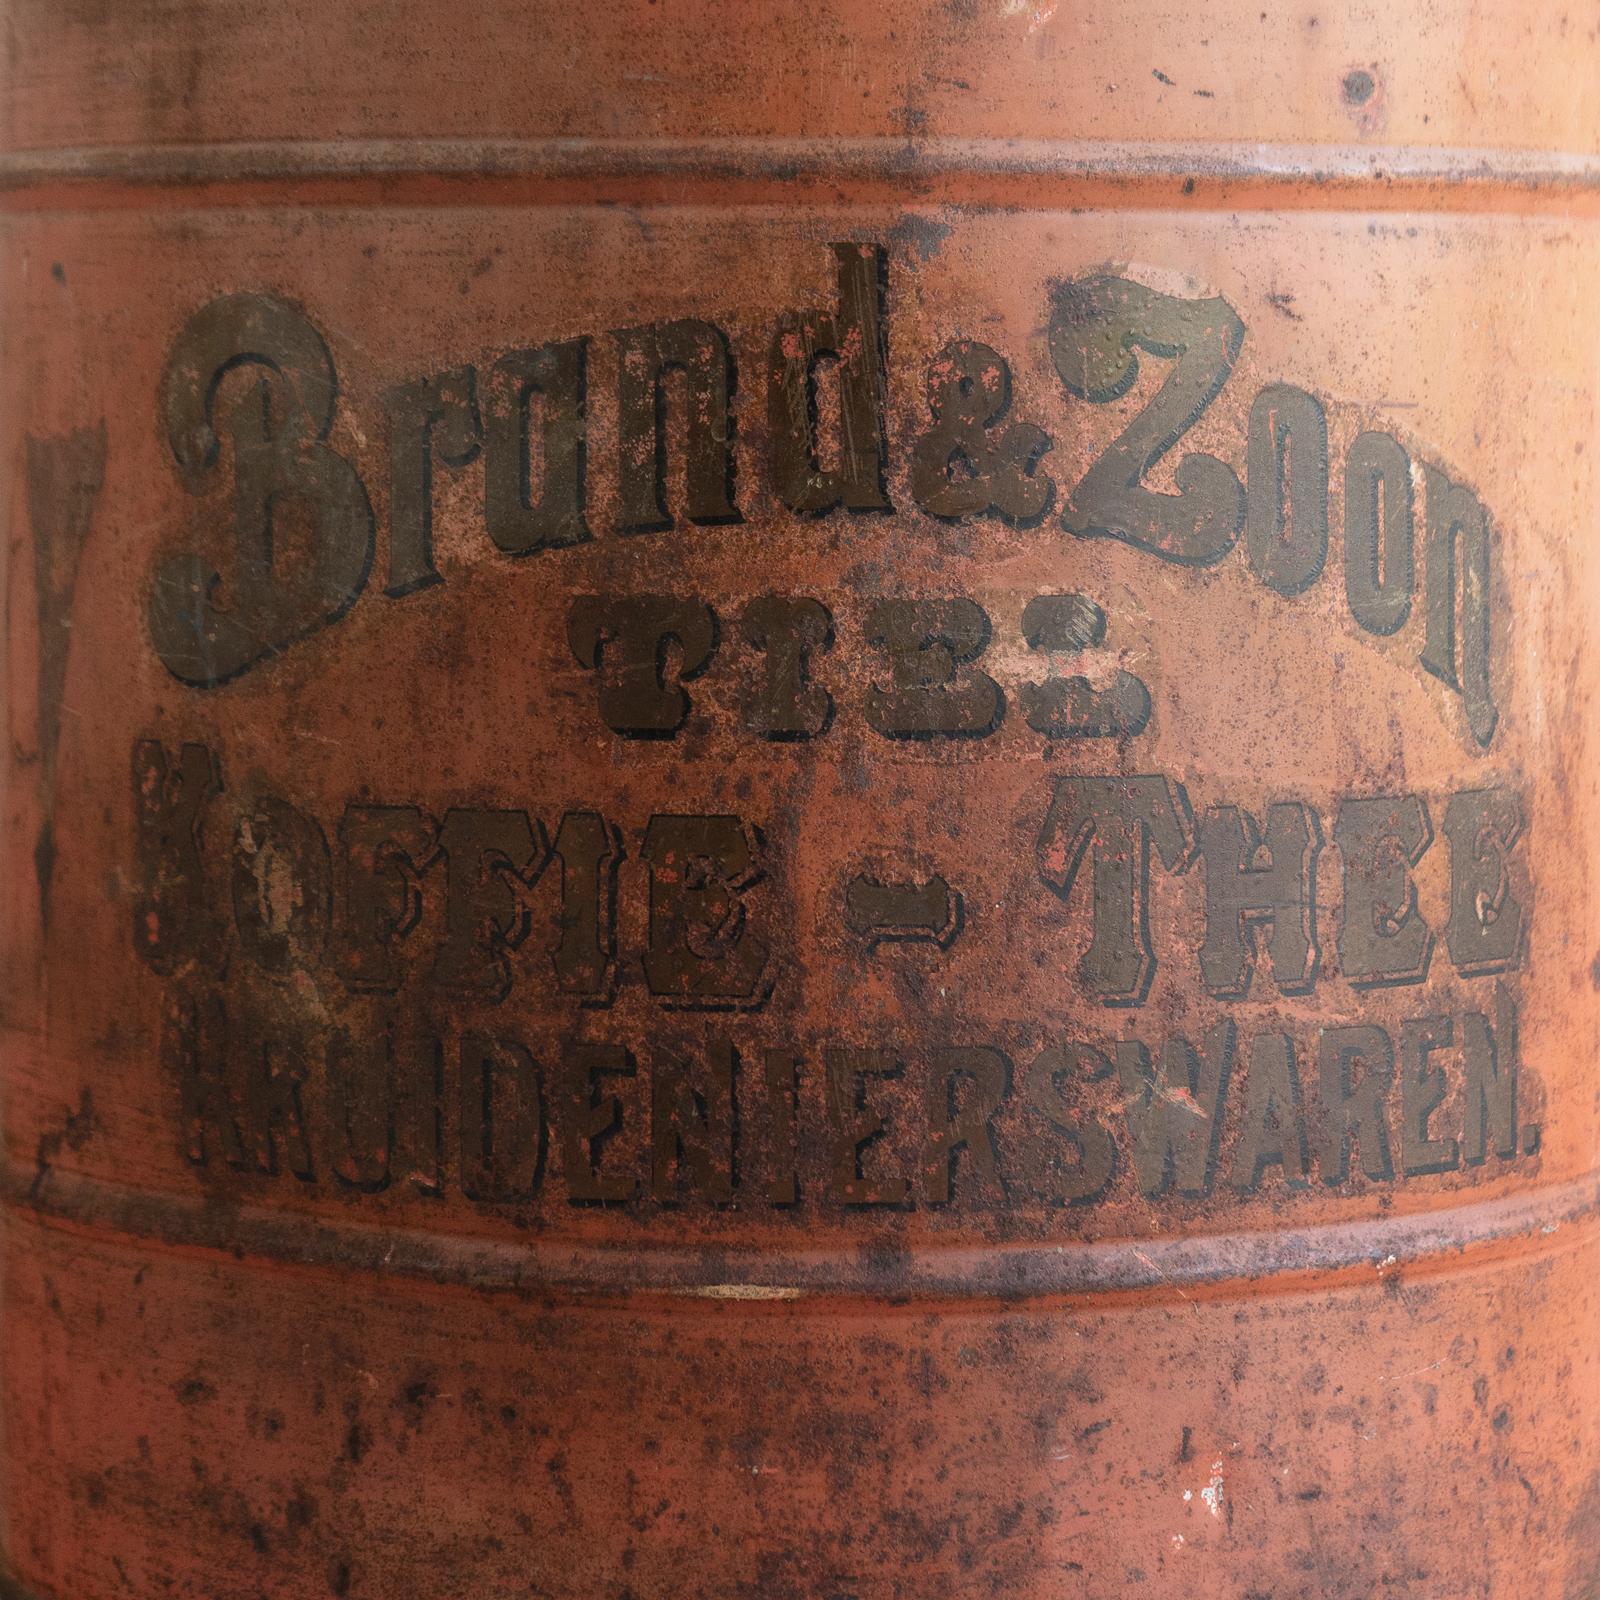 Brand & Zoon
TIEL
KOFFIE - THEE
KRUIDENIERSWAREN.